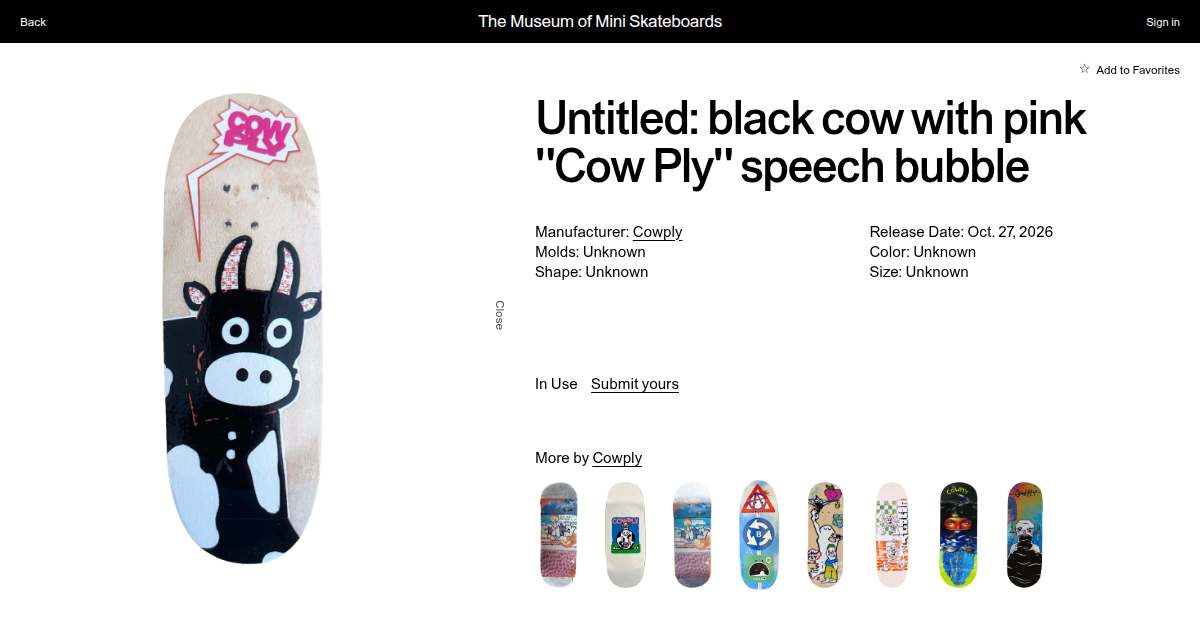 Back
The Museum of Mini Skateboards
Sign in
☆ Add to Favorites
COW
PLY
Untitled: black cow with pink
"Cow Ply" speech bubble
Manufacturer: Cowply
Molds: Unknown
Shape: Unknown
Release Date: Oct. 27, 2026
Color: Unknown
Size: Unknown
Close
In Use Submit yours
More by Cowply
COWPLY